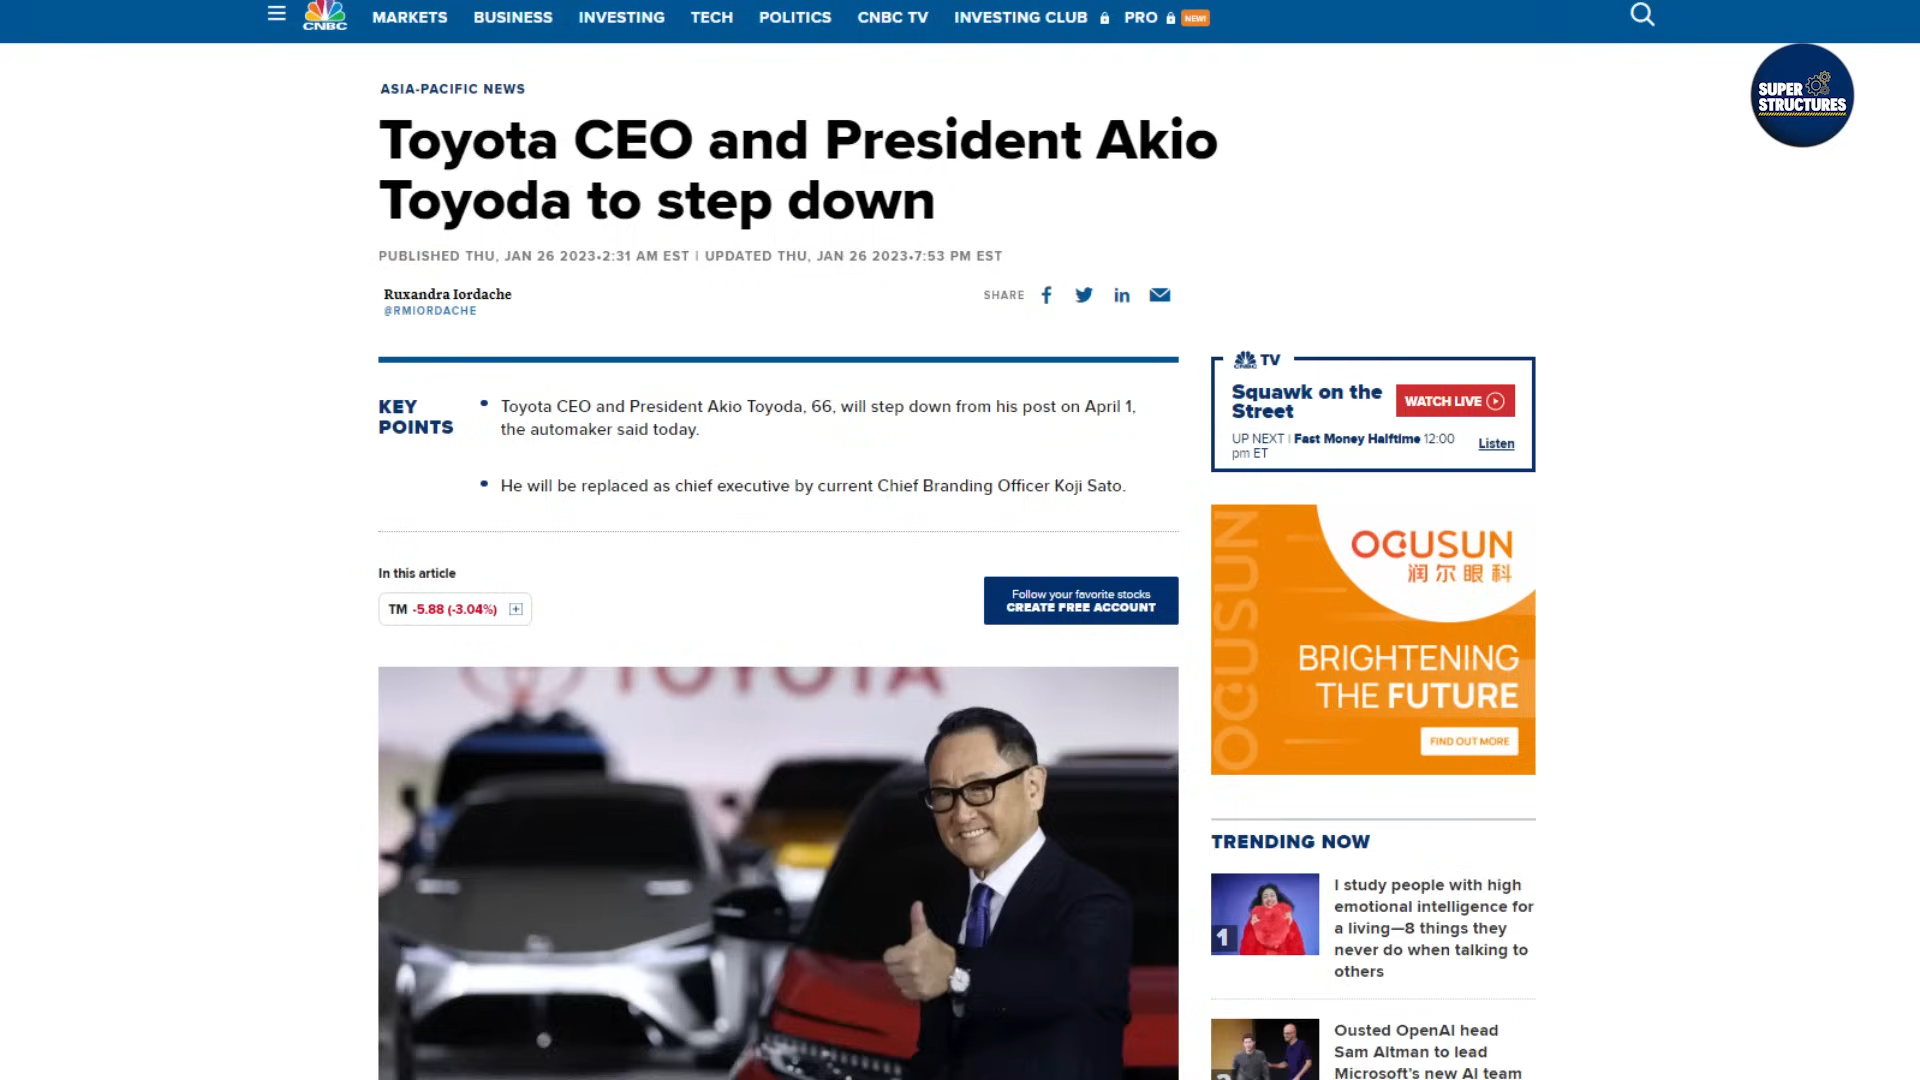 CNBC
MARKETS BUSINESS INVESTING TECH POLITICS CNBC TV INVESTING CLUB PRO NEW!
SUPER
STRUCTURES
ASIA-PACIFIC NEWS
Toyota CEO and President Akio
Toyoda to step down
PUBLISHED THU, JAN 26 2023•2:31 AM EST | UPDATED THU, JAN 26 2023•7:53 PM EST
Ruxandra Iordache
@RMIORDACHE
SHARE
KEY
POINTS
• Toyota CEO and President Akio Toyoda, 66, will step down from his post on April 1,
the automaker said today.
• He will be replaced as chief executive by current Chief Branding Officer Koji Sato.
In this article
TM -5.88 (-3.04%)
Follow your favorite stocks
CREATE FREE ACCOUNT
TOYOTA
CNBC TV
Squawk on the
Street
WATCH LIVE
UP NEXT | Fast Money Halftime 12:00
pm ET
Listen
OCUSUN
OCUSUN
润尔眼科
BRIGHTENING
THE FUTURE
FIND OUT MORE
TRENDING NOW
1
I study people with high
emotional intelligence for
a living—8 things they
never do when talking to
others
2
Ousted OpenAI head
Sam Altman to lead
Microsoft's new AI team